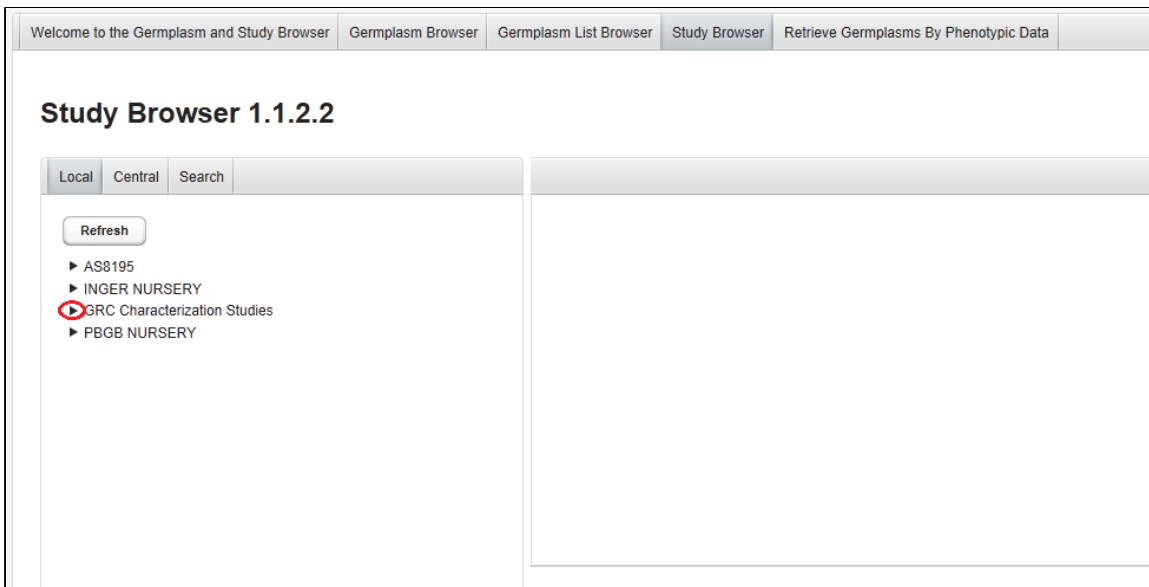 Welcome to the Germplasm and Study Browser Germplasm Browser Germplasm List Browser Study Browser Retrieve Germplasms By Phenotypic Data
Study Browser 1.1.2.2
Local Central Search
Refresh
AS8195
INGER NURSERY
GRC Characterization Studies
PBGB NURSERY